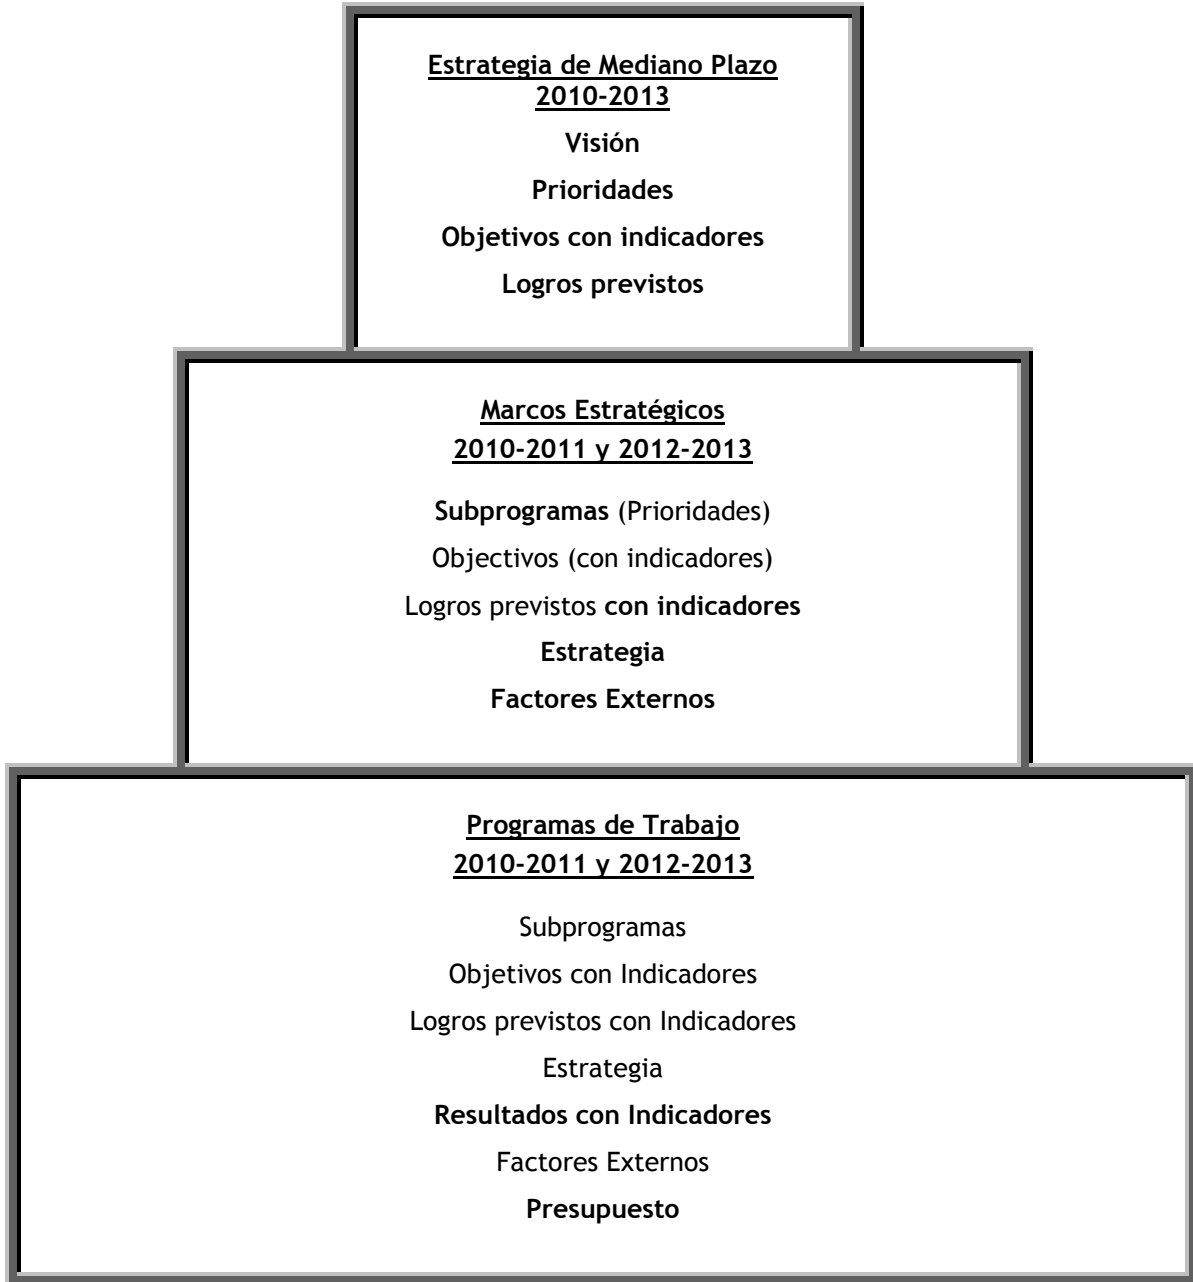 Estrategia de Mediano Plazo
2010-2013
Visión
Prioridades
Objetivos con indicadores
Logros previstos
Marcos Estratégicos
2010-2011 y 2012-2013
Subprogramas (Prioridades)
Objectivos (con indicadores)
Logros previstos con indicadores
Estrategia
Factores Externos
Programas de Trabajo
2010-2011 y 2012-2013
Subprogramas
Objetivos con Indicadores
Logros previstos con Indicadores
Estrategia
Resultados con Indicadores
Factores Externos
Presupuesto